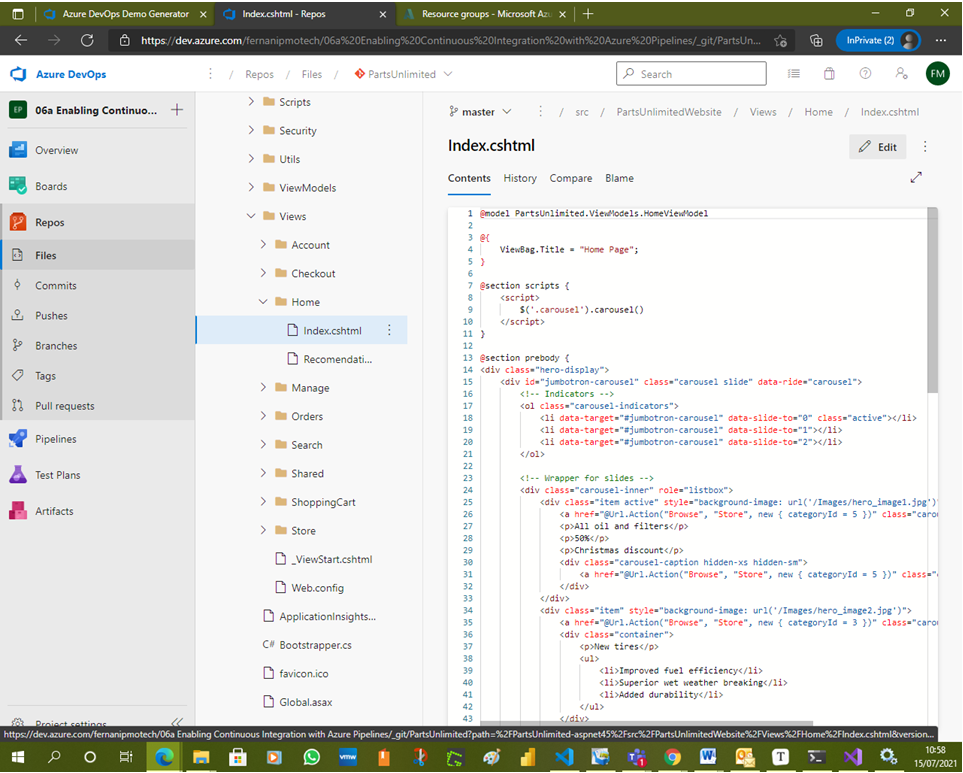 Azure DevOps Demo Generator
Index.cshtml - Repos
Resource groups - Microsoft Azu
https://dev.azure.com/fernanipmotech/06a%20Enabling%20Continuous%20Integration%20with%20Azure%20Pipelines/_git/PartsUn...
InPrivate (2)
Azure DevOps
/ Repos / Files / PartsUnlimited
Search
FM
EP 06a Enabling Continuo...
Overview
Boards
Repos
Files
Commits
Pushes
Branches
Tags
Pull requests
Pipelines
Test Plans
Artifacts
Project settings
Scripts
Security
Utils
ViewModels
Views
Account
Checkout
Home
Index.cshtml
Recomendati...
Manage
Orders
Search
Shared
ShoppingCart
Store
_ViewStart.cshtml
Web.config
ApplicationInsights...
C# Bootstrapper.cs
favicon.ico
Global.asax
master / src / PartsUnlimitedWebsite / Views / Home / Index.cshtml
Index.cshtml
Edit
Contents History Compare Blame
1 @model PartsUnlimited.ViewModels.HomeViewModel
2
3 @{
4 ViewBag.Title = "Home Page";
5 }
6
7 @section scripts {
8 <script>
9 $('.carousel').carousel()
10 </script>
11 }
12
13 @section prebody {
14 <div class="hero-display">
15 <div id="jumbotron-carousel" class="carousel slide" data-ride="carousel">
16 <!-- Indicators -->
17 <ol class="carousel-indicators">
18 <li data-target="#jumbotron-carousel" data-slide-to="0" class="active"></li>
19 <li data-target="#jumbotron-carousel" data-slide-to="1"></li>
20 <li data-target="#jumbotron-carousel" data-slide-to="2"></li>
21 </ol>
22
23 <!-- Wrapper for slides -->
24 <div class="carousel-inner" role="listbox">
25 <div class="item active" style="background-image: url('/Images/hero_image1.jpg')
26 <a href="@Url.Action("Browse", "Store", new { categoryId = 5 })" class="carou
27 <p>All oil and filters</p>
28 <p>50%</p>
29 <p>Christmas discount</p>
30 <div class="carousel-caption hidden-xs hidden-sm">
31 <a href="@Url.Action("Browse", "Store", new { categoryId = 5 })" class=
32 </div>
33 </div>
34 <div class="item" style="background-image: url('/Images/hero_image2.jpg')">
35 <a href="@Url.Action("Browse", "Store", new { categoryId = 3 })" class="carou
36 <div class="container">
37 <p>New tires</p>
38 <ul>
39 <li>Improved fuel efficiency</li>
40 <li>Superior wet weather breaking</li>
41 <li>Added durability</li>
42 </ul>
43 </div>
https://dev.azure.com/fernanipmotech/06a Enabling Continuous Integration with Azure Pipelines/_git/PartsUnlimited?path=%2FPartsUnlimited-aspnet45%2Fsrc%2FPartsUnlimitedWebsite%2FViews%2FHome%2FIndex.cshtml&version...
vmw
10:58
15/07/2021